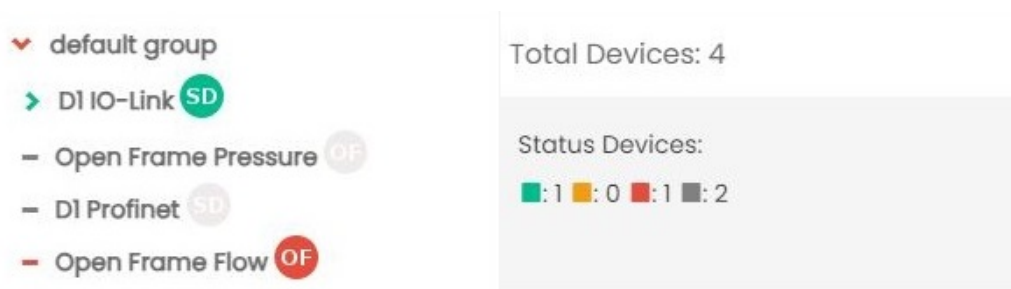 default group
D1 IO-Link SD
Open Frame Pressure OF
D1 Profinet SD
Open Frame Flow OF
Total Devices: 4
Status Devices:
: 1 : 0 : 1 : 2